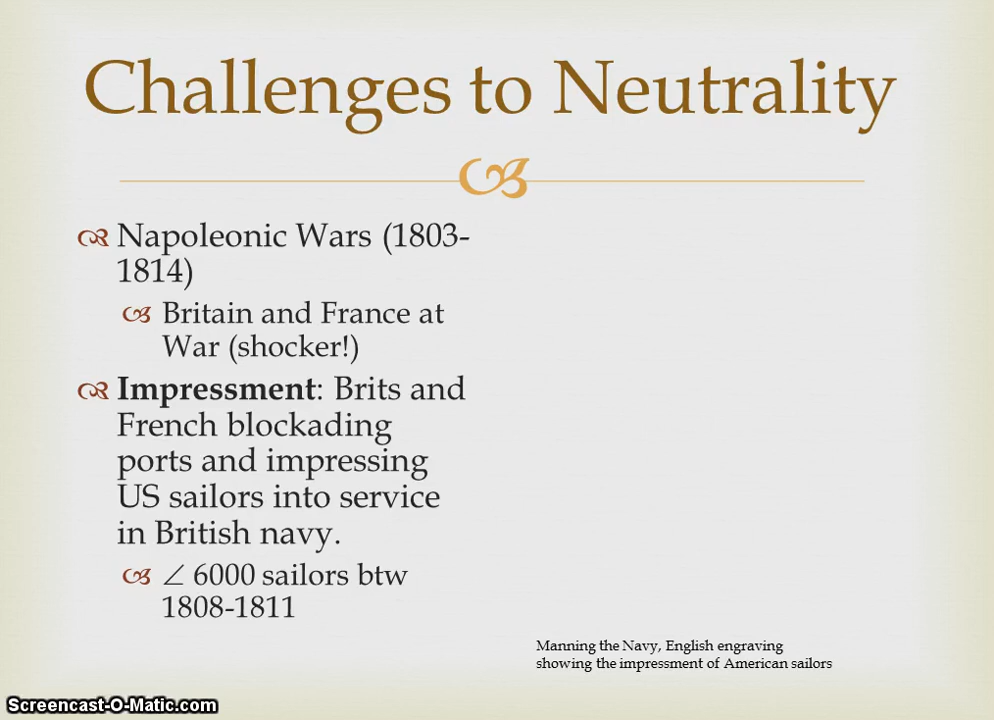 Challenges to Neutrality
Napoleonic Wars (1803-
1814)
Britain and France at
War (shocker!)
Impressment: Brits and
French blockading
ports and impressing
US sailors into service
in British navy.
∠ 6000 sailors btw
1808-1811
Manning the Navy, English engraving
showing the impressment of American sailors
Screencast-O-Matic.com